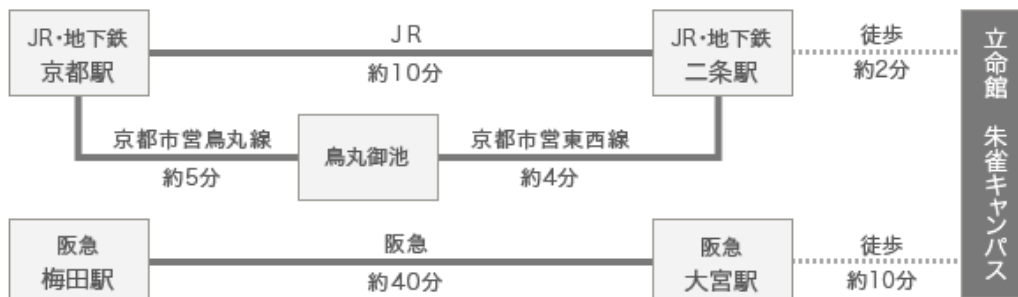 JR・地下鉄
京都駅
JR
約10分
JR・地下鉄
二条駅
徒歩
約2分
京都市営烏丸線
約5分
烏丸御池
京都市営東西線
約4分
阪急
梅田駅
阪急
約40分
阪急
大宮駅
徒歩
約10分
立命館 朱雀キャンパス